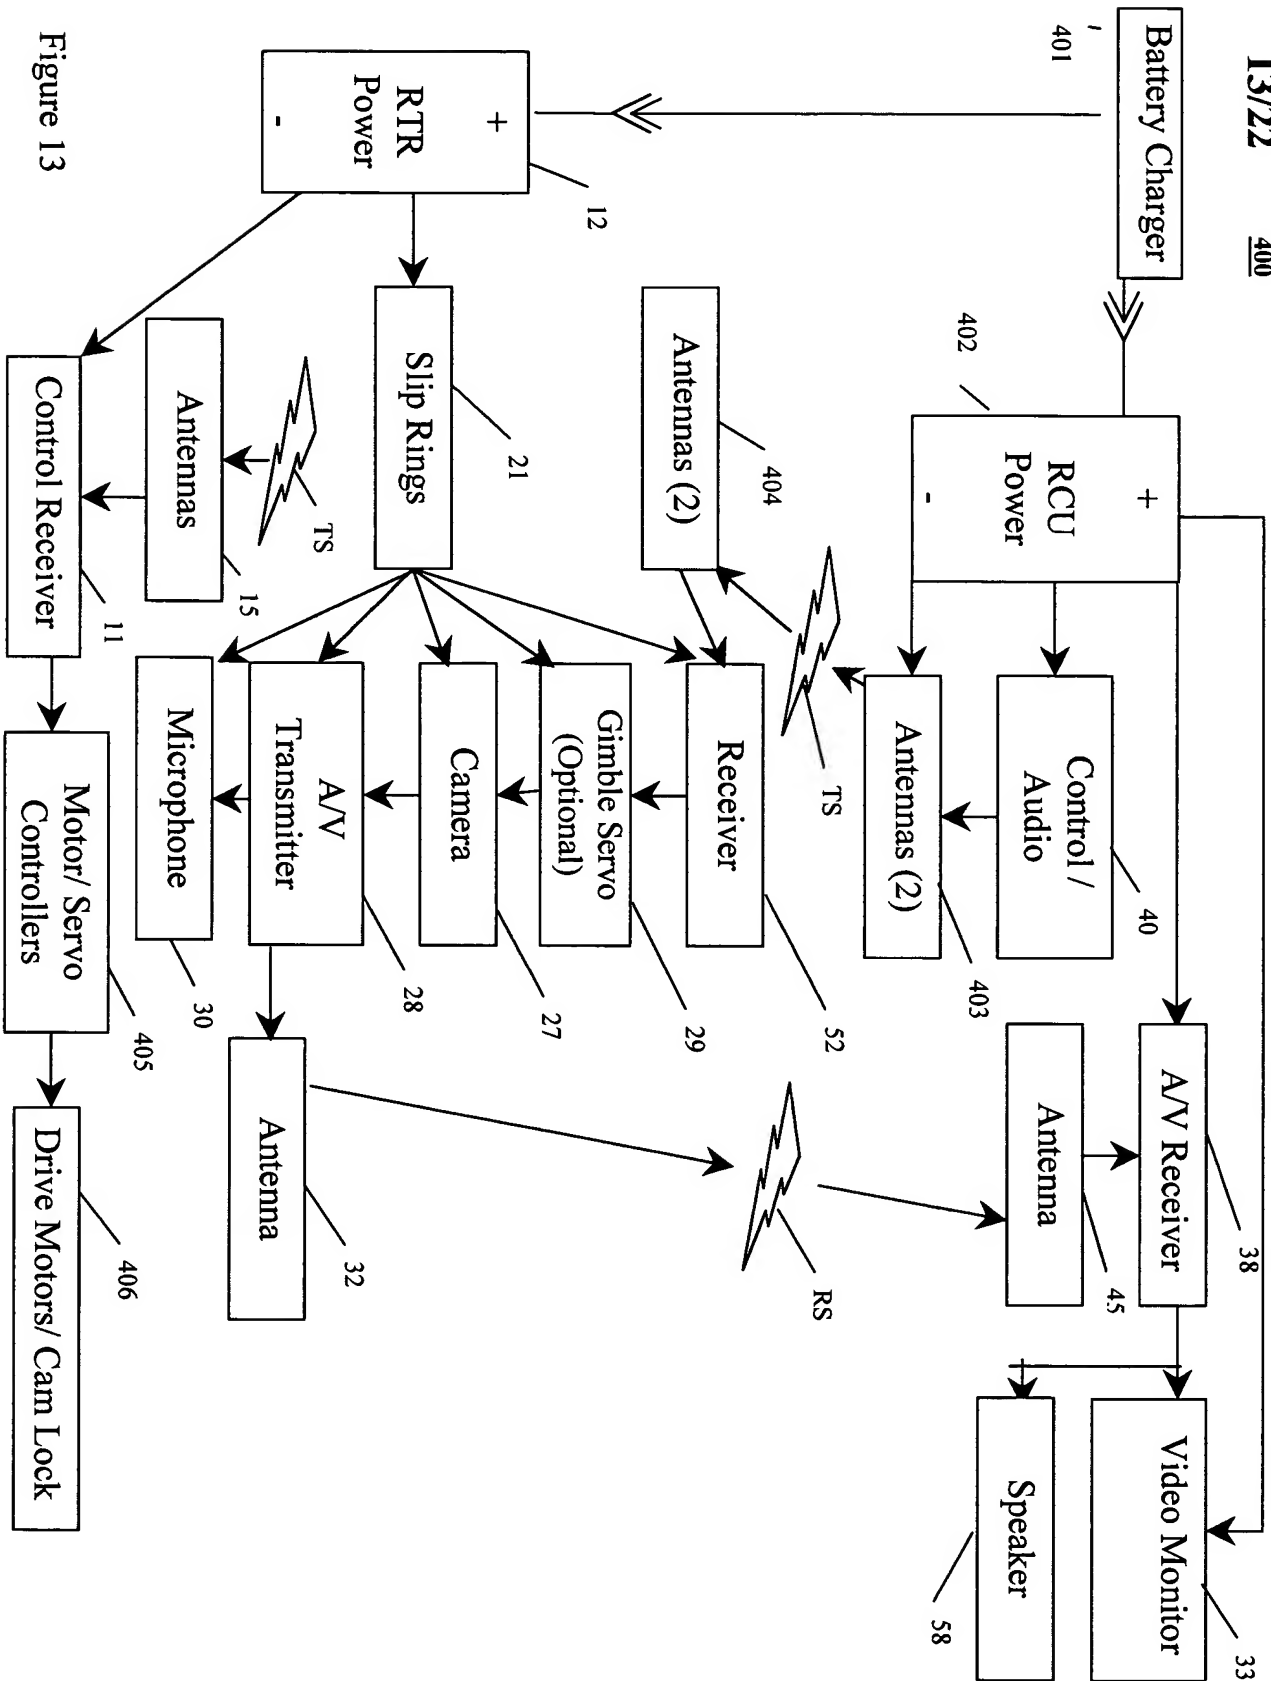 13/22
400
Battery Charger
401
RCU
Power
+
-
402
Control /
Audio
40
Antennas (2)
403
TS
A/V Receiver
38
Antenna
45
Video Monitor
33
Speaker
58
Antennas (2)
404
Receiver
52
Gimble Servo
(Optional)
29
Camera
27
A/V
Transmitter
28
Microphone
30
Antenna
32
RS
RTR
Power
+
-
12
Slip Rings
21
TS
Antennas
15
Control Receiver
11
Motor/ Servo
Controllers
405
Drive Motors/ Cam Lock
406
Figure 13